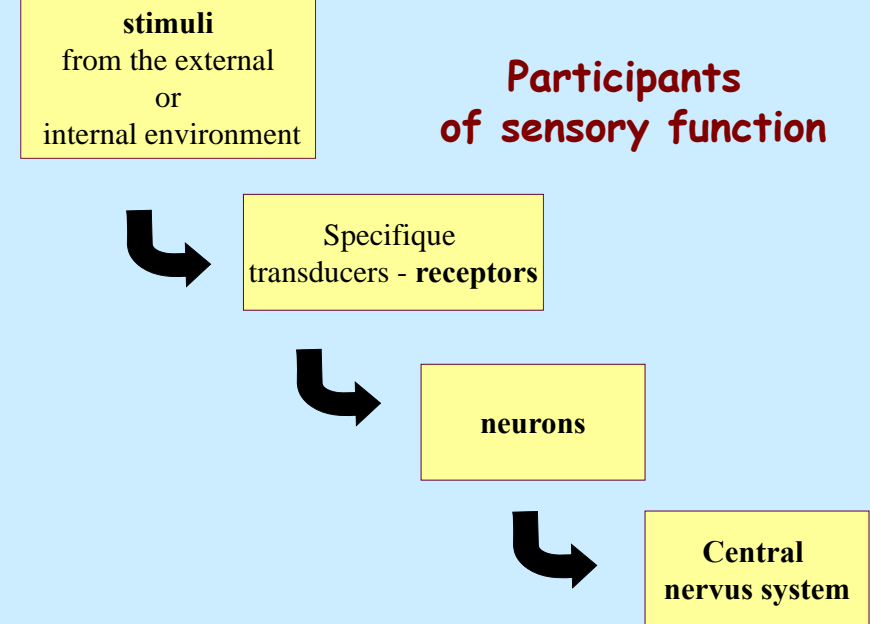 Participants
of sensory function
stimuli
from the external
or
internal environment
Specifique
transducers - receptors
neurons
Central
nervus system